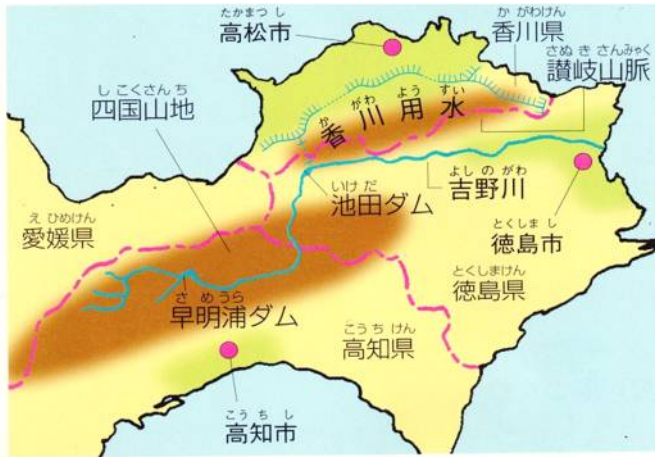 たかまつし
高松市
かがわけん
香川県
さぬきさんみゃく
讃岐山脈
しこくさんち
四国山地
かがわようすい
香川用水
いけだ
池田ダム
よしのがわ
吉野川
えひめけん
愛媛県
とくしまし
徳島市
とくしまけん
徳島県
さめうら
早明浦ダム
こうちけん
高知県
こうちし
高知市